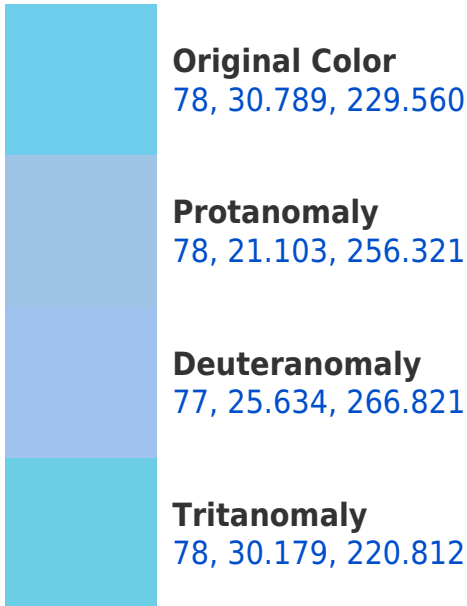 Original Color
78, 30.789, 229.560
Protanomaly
78, 21.103, 256.321
Deuteranomaly
77, 25.634, 266.821
Tritanomaly
78, 30.179, 220.812